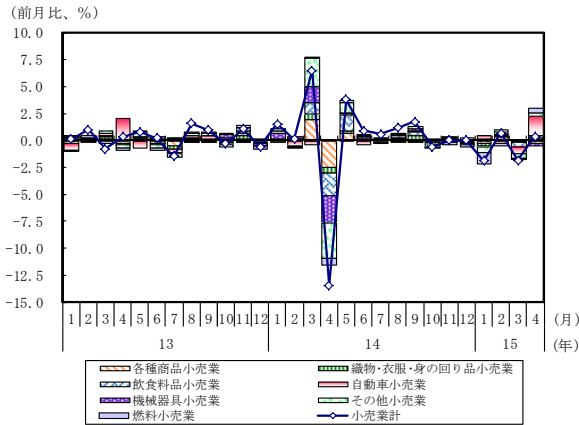 （前月比、%）
10.0
7.5
5.0
2.5
0.0
−2.5
−5.0
−7.5
−10.0
−12.5
−15.0
1 2 3 4 5 6 7 8 9 10 11 12 1 2 3 4 5 6 7 8 9 10 11 12 1 2 3 4 （月）
13 14 15 （年）
各種商品小売業 織物・衣服・身の回り品小売業
飲食料品小売業 自動車小売業
機械器具小売業 その他小売業
燃料小売業 小売業計